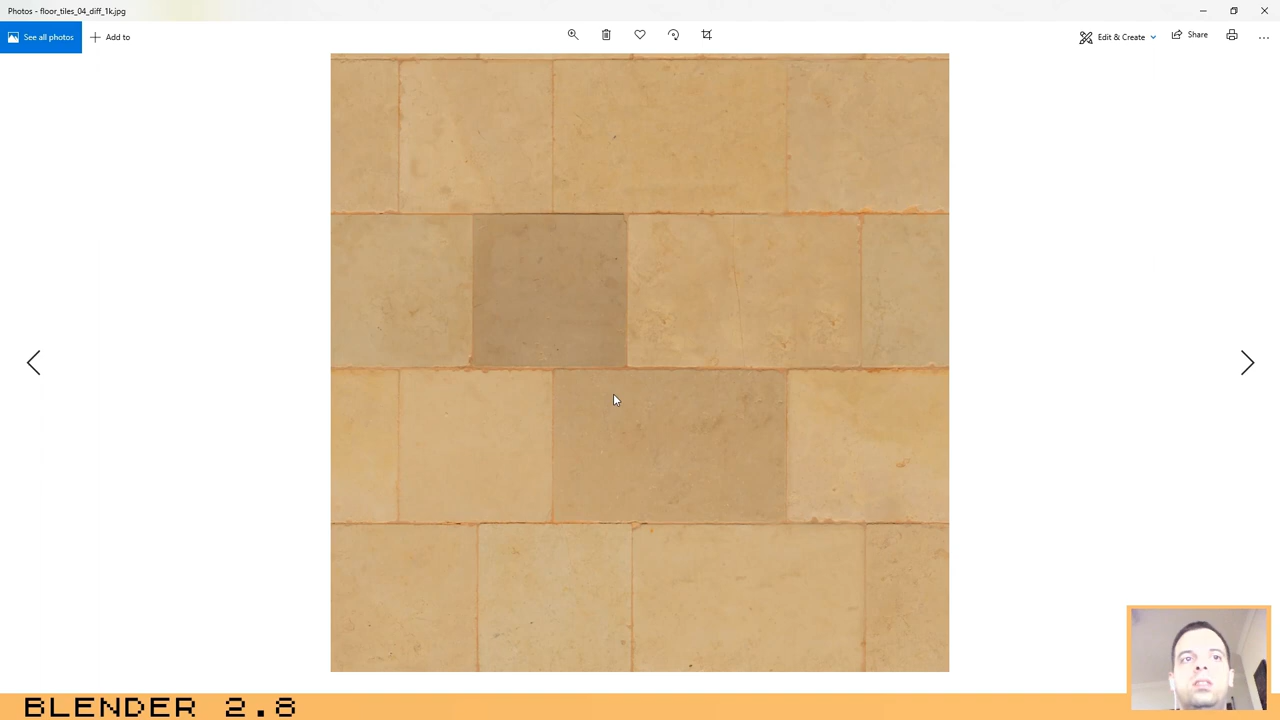 Photos - floor_tiles_04_diff_1k.jpg
See all photos
Add to
Edit & Create
Share
BLENDER 2.8